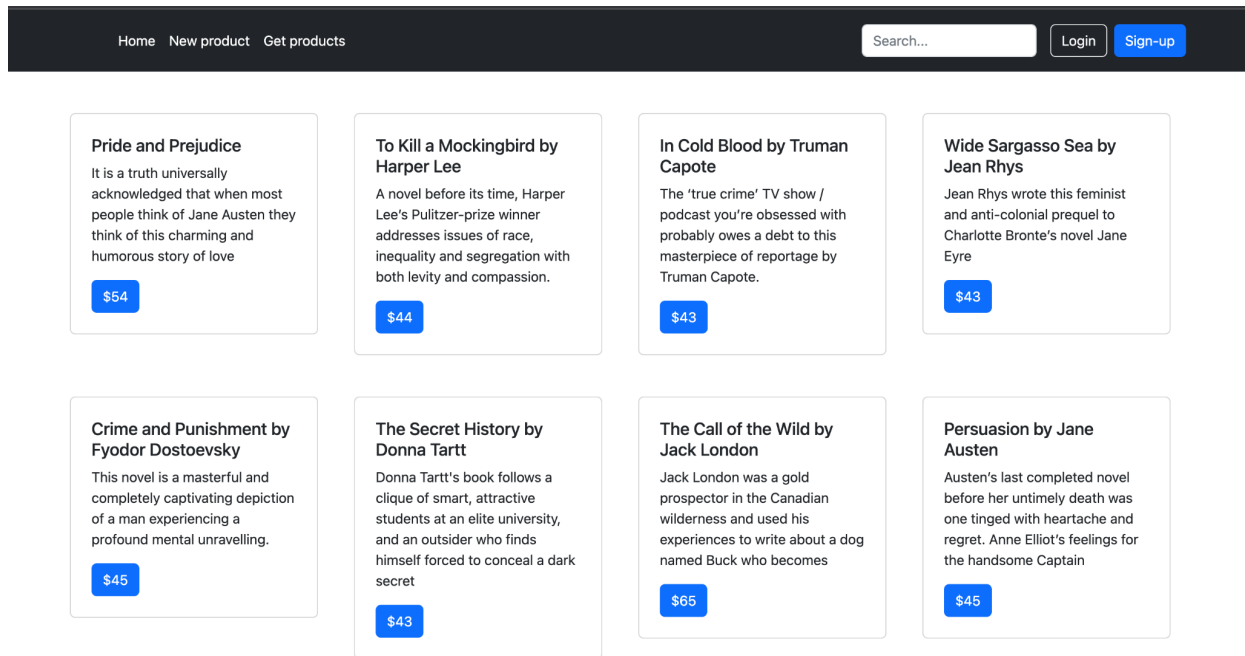 Home New product Get products Search... Login Sign-up
Pride and Prejudice
It is a truth universally
acknowledged that when most
people think of Jane Austen they
think of this charming and
humorous story of love
$54
To Kill a Mockingbird by
Harper Lee
A novel before its time, Harper
Lee’s Pulitzer-prize winner
addresses issues of race,
inequality and segregation with
both levity and compassion.
$44
In Cold Blood by Truman
Capote
The ‘true crime’ TV show /
podcast you’re obsessed with
probably owes a debt to this
masterpiece of reportage by
Truman Capote.
$43
Wide Sargasso Sea by
Jean Rhys
Jean Rhys wrote this feminist
and anti-colonial prequel to
Charlotte Bronte’s novel Jane
Eyre
$43
Crime and Punishment by
Fyodor Dostoevsky
This novel is a masterful and
completely captivating depiction
of a man experiencing a
profound mental unravelling.
$45
The Secret History by
Donna Tartt
Donna Tartt's book follows a
clique of smart, attractive
students at an elite university,
and an outsider who finds
himself forced to conceal a dark
secret
$43
The Call of the Wild by
Jack London
Jack London was a gold
prospector in the Canadian
wilderness and used his
experiences to write about a dog
named Buck who becomes
$65
Persuasion by Jane
Austen
Austen’s last completed novel
before her untimely death was
one tinged with heartache and
regret. Anne Elliot’s feelings for
the handsome Captain
$45